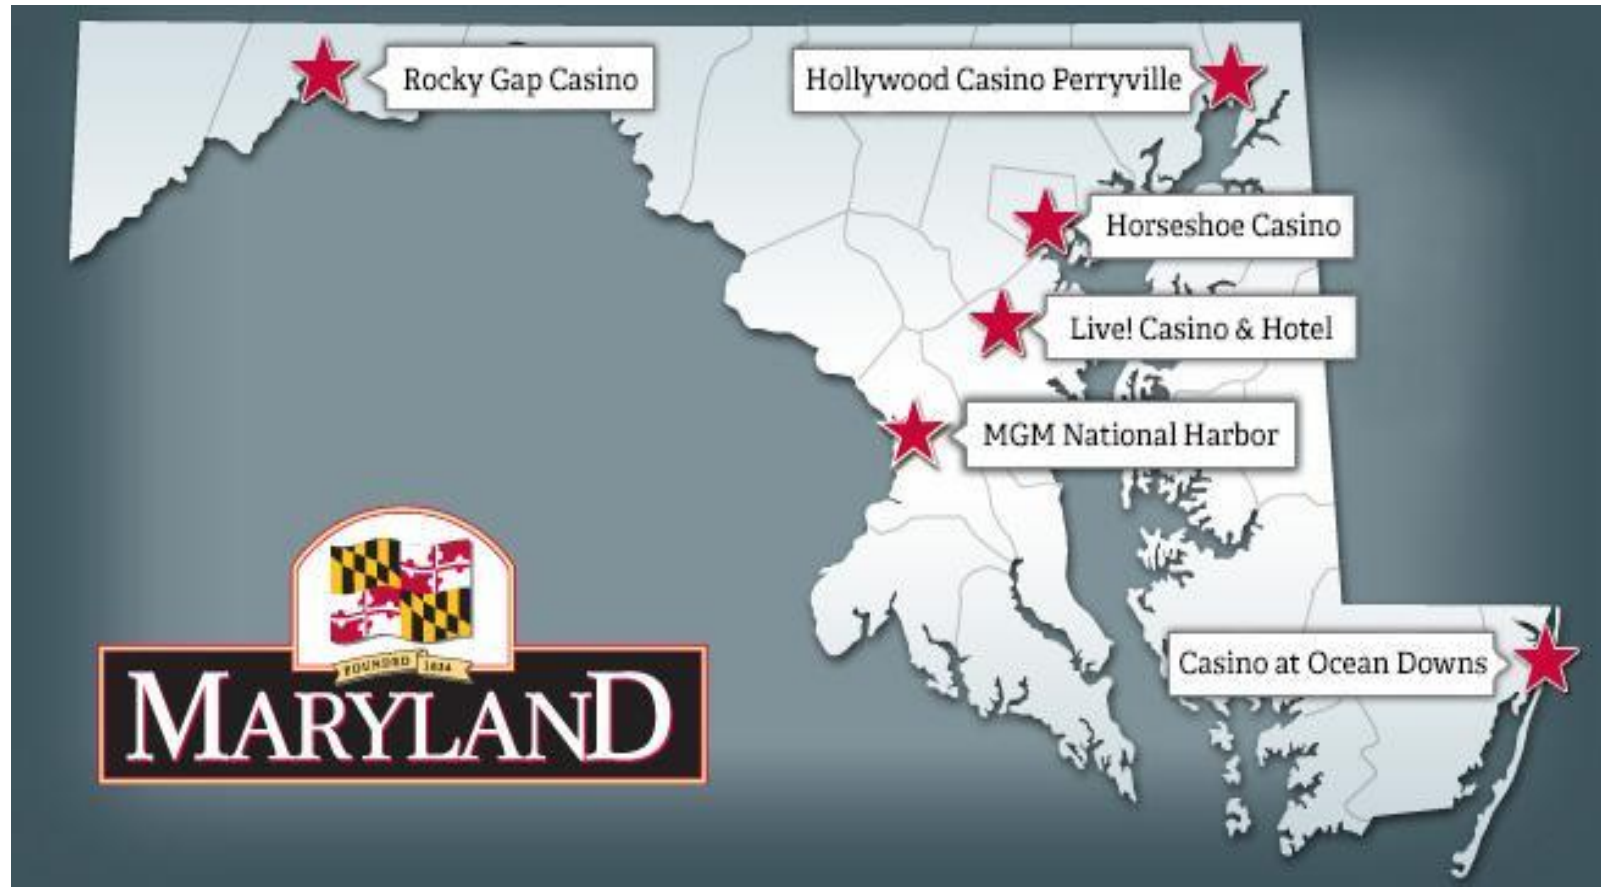 Rocky Gap Casino
Hollywood Casino Perryville
Horseshoe Casino
Live! Casino & Hotel
MGM National Harbor
FOUNDED 1634
Casino at Ocean Downs
MARYLAND